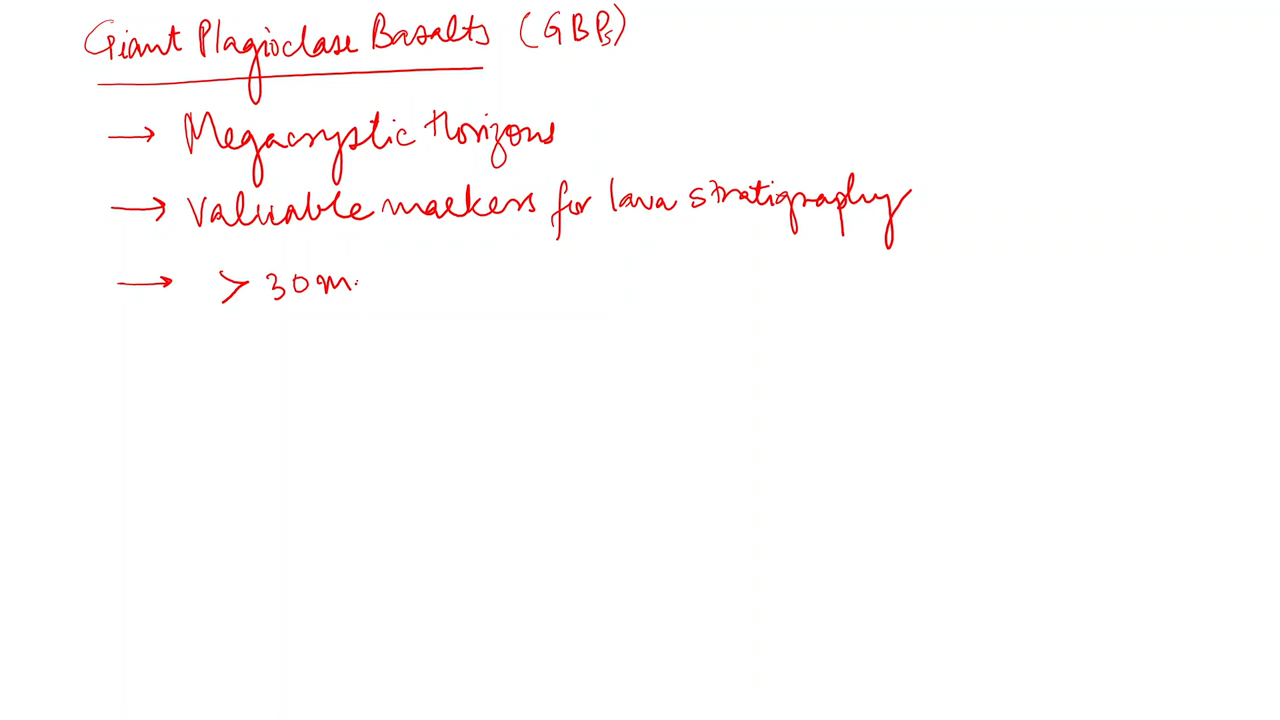 Giant Plagioclase Basalts (GBPs)
→ Megacrystic Horizons
→ Valuable markers for lava stratigraphy
→ > 30m